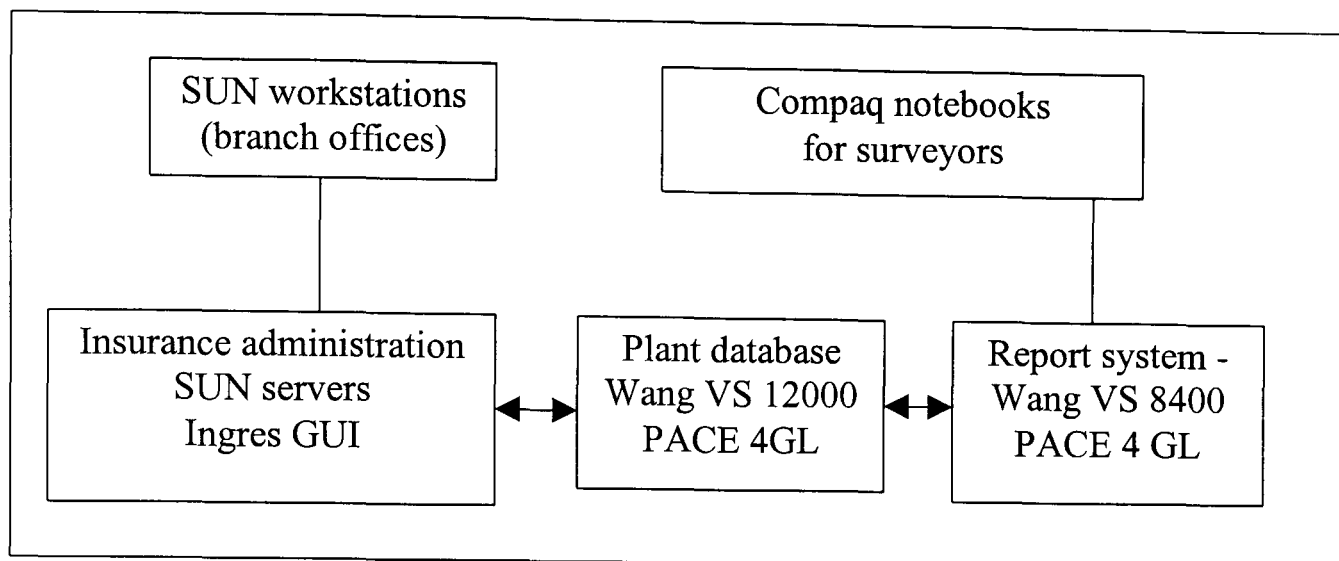 SUN workstations
(branch offices)
Compaq notebooks
for surveyors
Insurance administration
SUN servers
Ingres GUI
Plant database
Wang VS 12000
PACE 4GL
Report system -
Wang VS 8400
PACE 4 GL